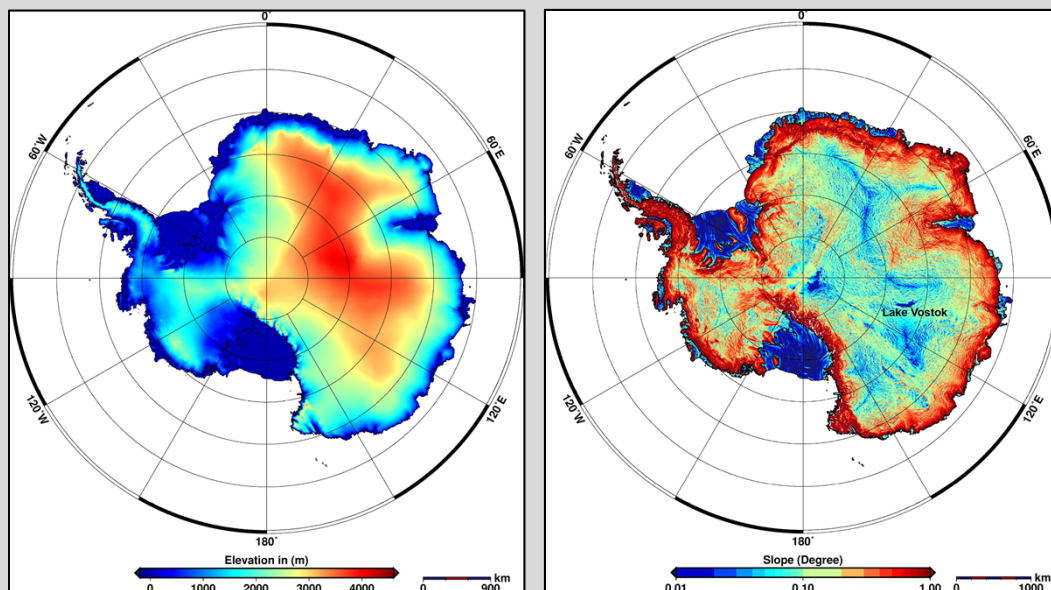 0˚
60˚W
60˚E
120˚W
120˚E
180˚
Elevation in (m)
0 1000 2000 3000 4000
km
0 900
0˚
60˚W
60˚E
Lake Vostok
120˚W
120˚E
180˚
Slope (Degree)
0.01 0.10 1.00
km
0 1000